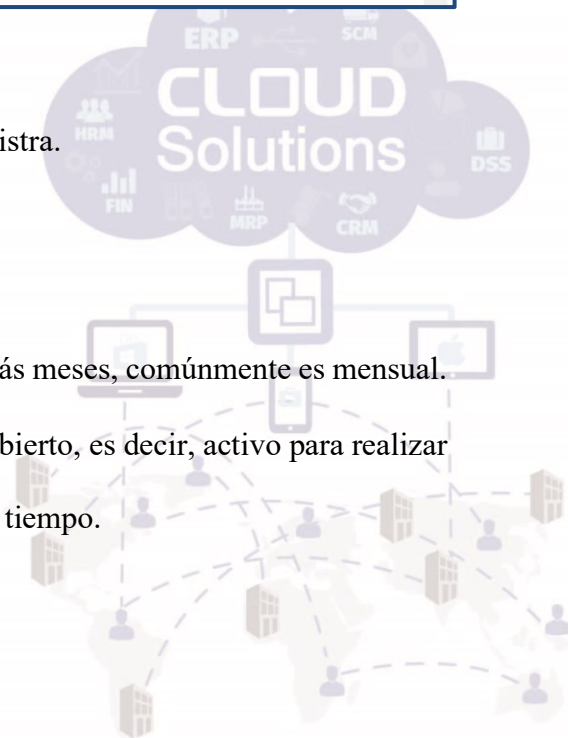 ERP
SCM
CLOUD
HRM
istra.
Solutions
DSS
FIN
MRP
CRM
ás meses, comúnmente es mensual.
bierto, es decir, activo para realizar
tiempo.